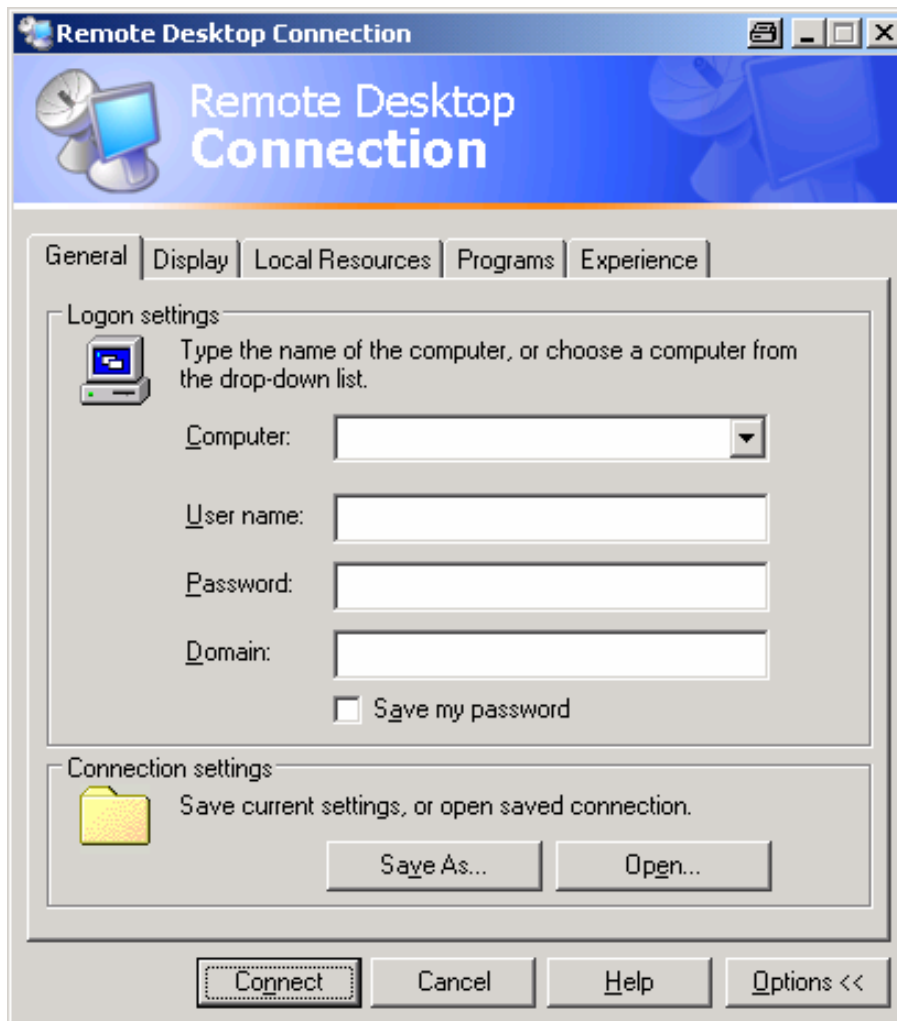 Remote Desktop Connection
Remote Desktop
Connection
General Display Local Resources Programs Experience
Logon settings
Type the name of the computer, or choose a computer from
the drop-down list.
Computer:
User name:
Password:
Domain:
Save my password
Connection settings
Save current settings, or open saved connection.
Save As... Open...
Connect Cancel Help Options <<